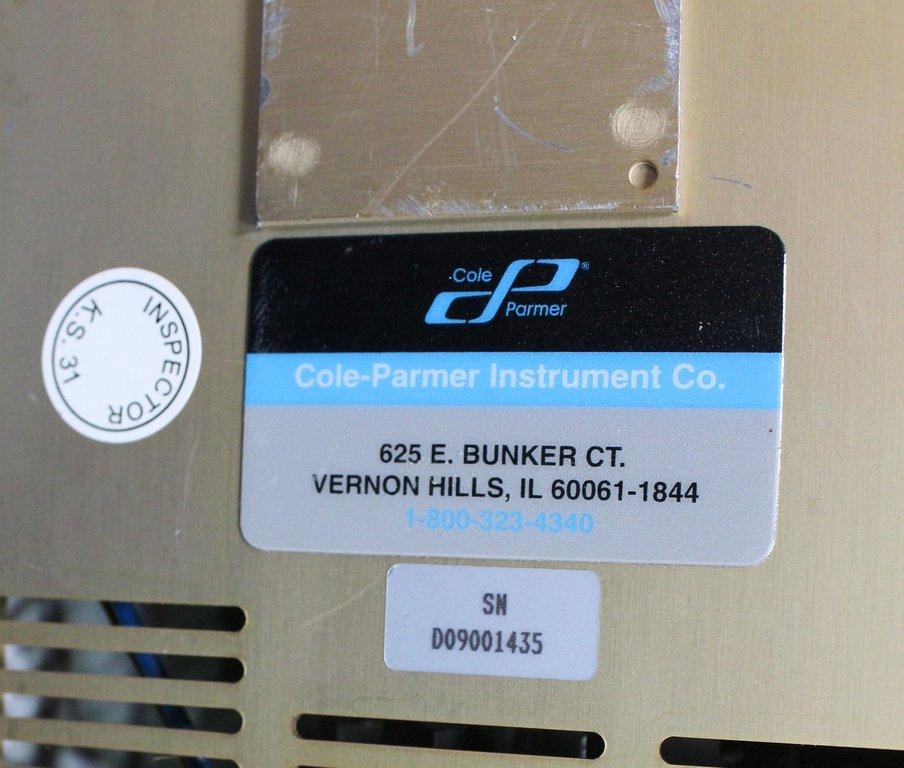 INSPECTOR
K.S. 31
Cole
Parmer®
Cole-Parmer Instrument Co.
625 E. BUNKER CT.
VERNON HILLS, IL 60061-1844
1-800-323-4340
SN
D09001435